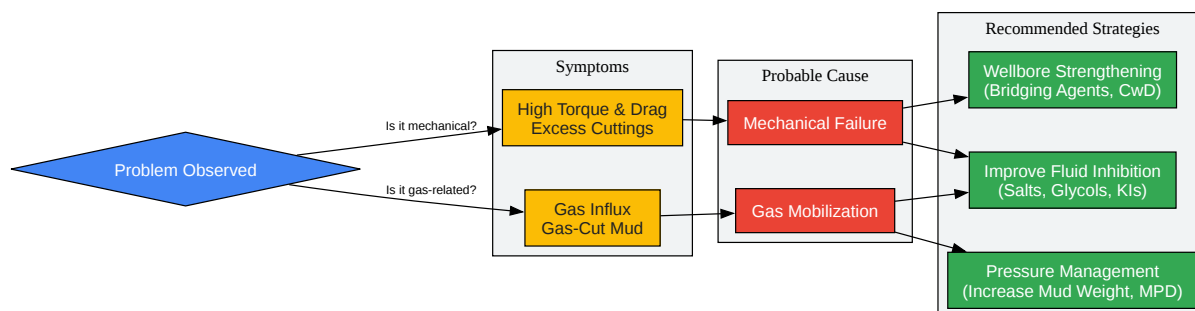 Recommended Strategies
Symptoms
Wellbore Strengthening
(Bridging Agents, CwD)
Probable Cause
High Torque & Drag
Excess Cuttings
Is it mechanical?
Mechanical Failure
Problem Observed
Improve Fluid Inhibition
(Salts, Glycols, KIs)
Is it gas-related?
Gas Influx
Gas-Cut Mud
Gas Mobilization
Pressure Management
(Increase Mud Weight, MPD)